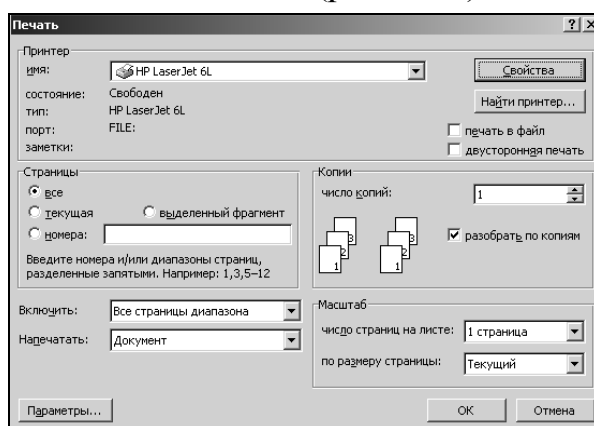 Печать
Принтер
имя: HP LaserJet 6L Свойства
состояние: Свободен
Найти принтер...
тип: HP LaserJet 6L
порт: FILE: печать в файл
заметки: двусторонняя печать
Страницы
все
текущая выделенный фрагмент
номера:
Введите номера и/или диапазоны страниц,
разделенные запятыми. Например: 1,3,5–12
Копии
число копий: 1
3 3
2 2
1 1
разобрать по копиям
Включить: Все страницы диапазона
Напечатать: Документ
Масштаб
число страниц на листе: 1 страница
по размеру страницы: Текущий
Параметры... ОК Отмена